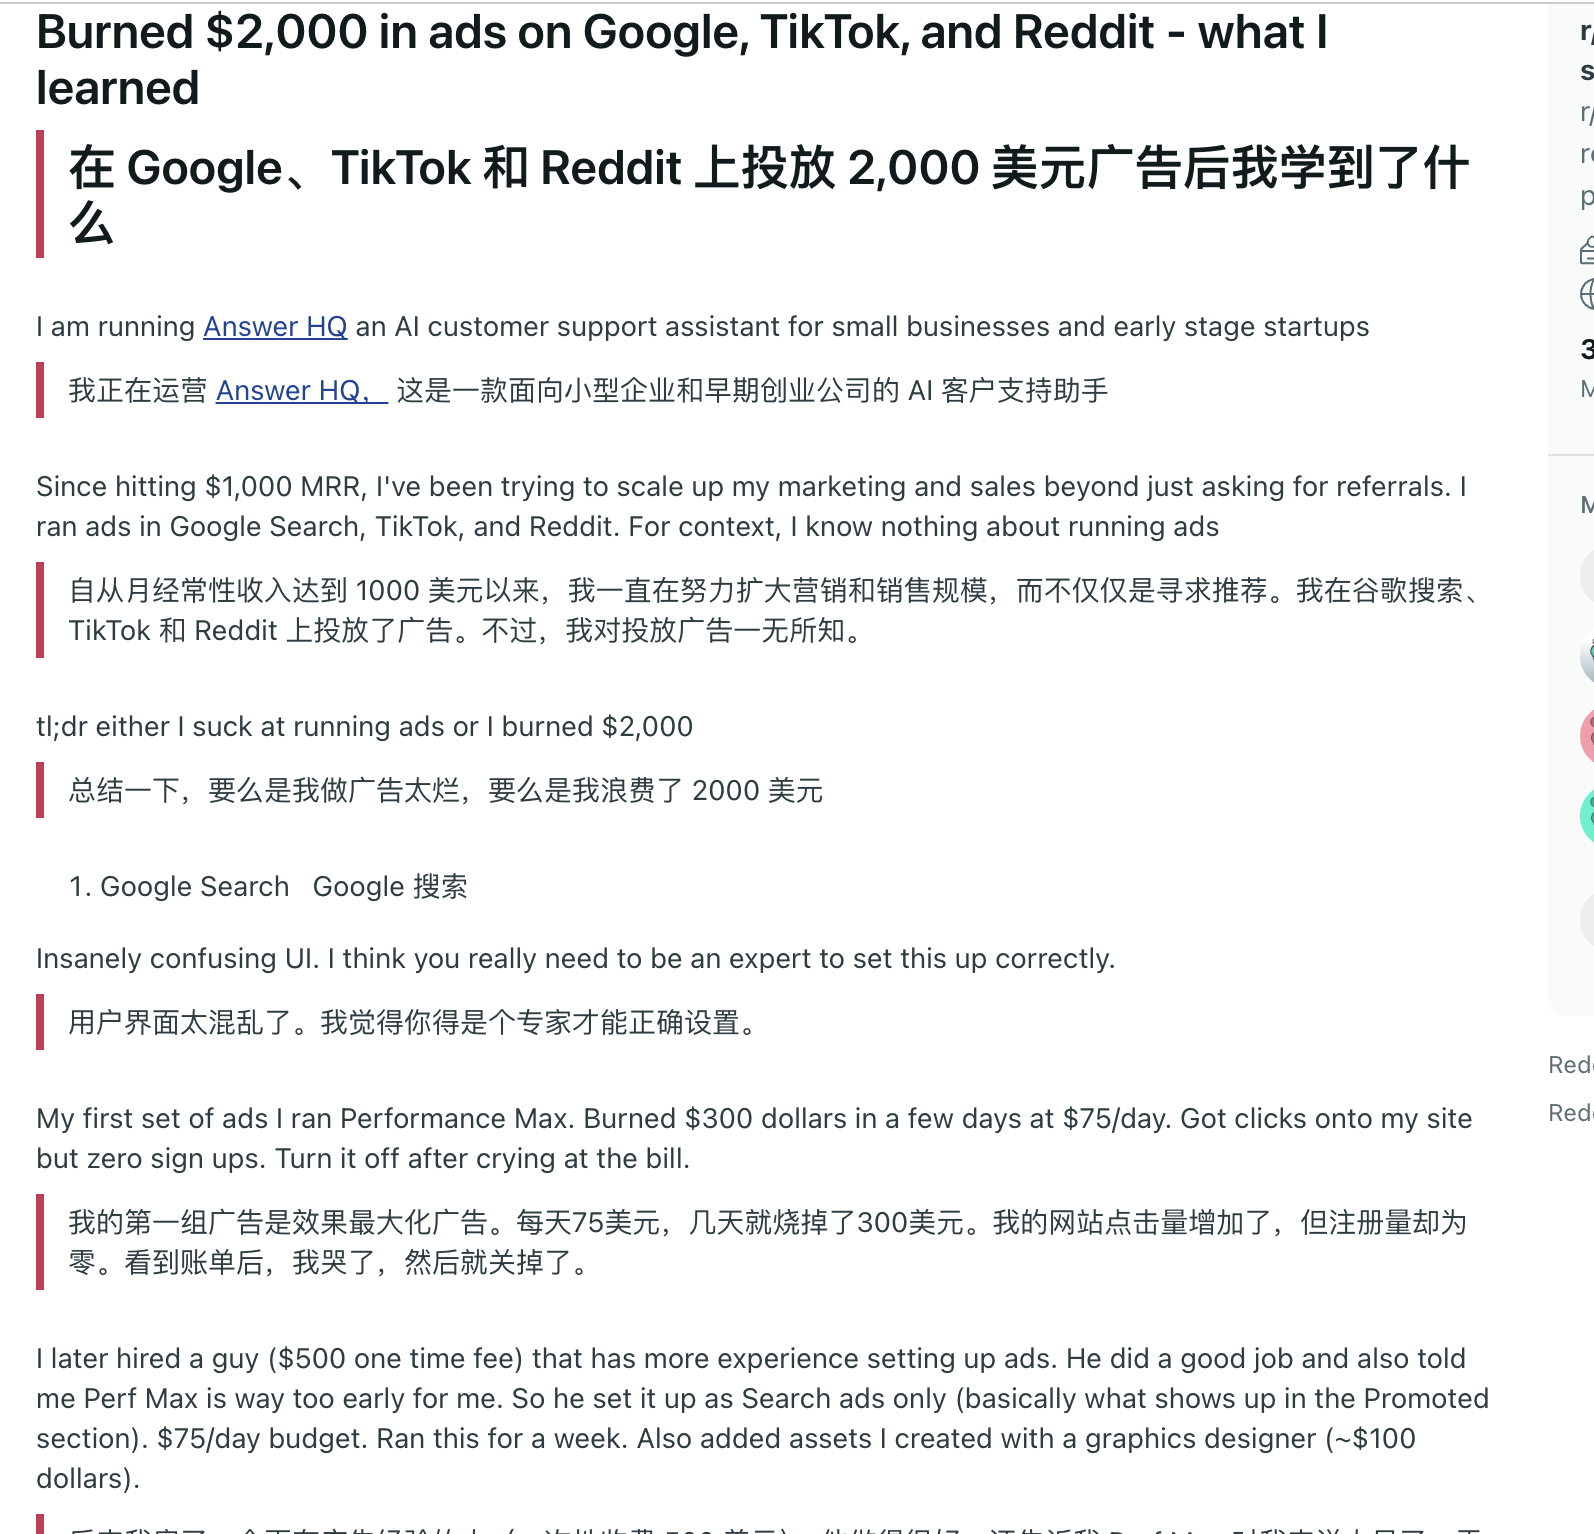 Burned $2,000 in ads on Google, TikTok, and Reddit - what I
learned
在 Google、TikTok 和 Reddit 上投放 2,000 美元广告后我学到了什
么
I am running Answer HQ an AI customer support assistant for small businesses and early stage startups
我正在运营 Answer HQ， 这是一款面向小型企业和早期创业公司的 AI 客户支持助手
Since hitting $1,000 MRR, I've been trying to scale up my marketing and sales beyond just asking for referrals. I
ran ads in Google Search, TikTok, and Reddit. For context, I know nothing about running ads
自从月经常性收入达到 1000 美元以来，我一直在努力扩大营销和销售规模，而不仅仅是寻求推荐。我在谷歌搜索、
TikTok 和 Reddit 上投放了广告。不过，我对投放广告一无所知。
tl;dr either I suck at running ads or I burned $2,000
总结一下，要么是我做广告太烂，要么是我浪费了 2000 美元
1. Google Search Google 搜索
Insanely confusing UI. I think you really need to be an expert to set this up correctly.
用户界面太混乱了。我觉得你得是个专家才能正确设置。
My first set of ads I ran Performance Max. Burned $300 dollars in a few days at $75/day. Got clicks onto my site
but zero sign ups. Turn it off after crying at the bill.
我的第一组广告是效果最大化广告。每天75美元，几天就烧掉了300美元。我的网站点击量增加了，但注册量却为
零。看到账单后，我哭了，然后就关掉了。
I later hired a guy ($500 one time fee) that has more experience setting up ads. He did a good job and also told
me Perf Max is way too early for me. So he set it up as Search ads only (basically what shows up in the Promoted
section). $75/day budget. Ran this for a week. Also added assets I created with a graphics designer (~$100
dollars).